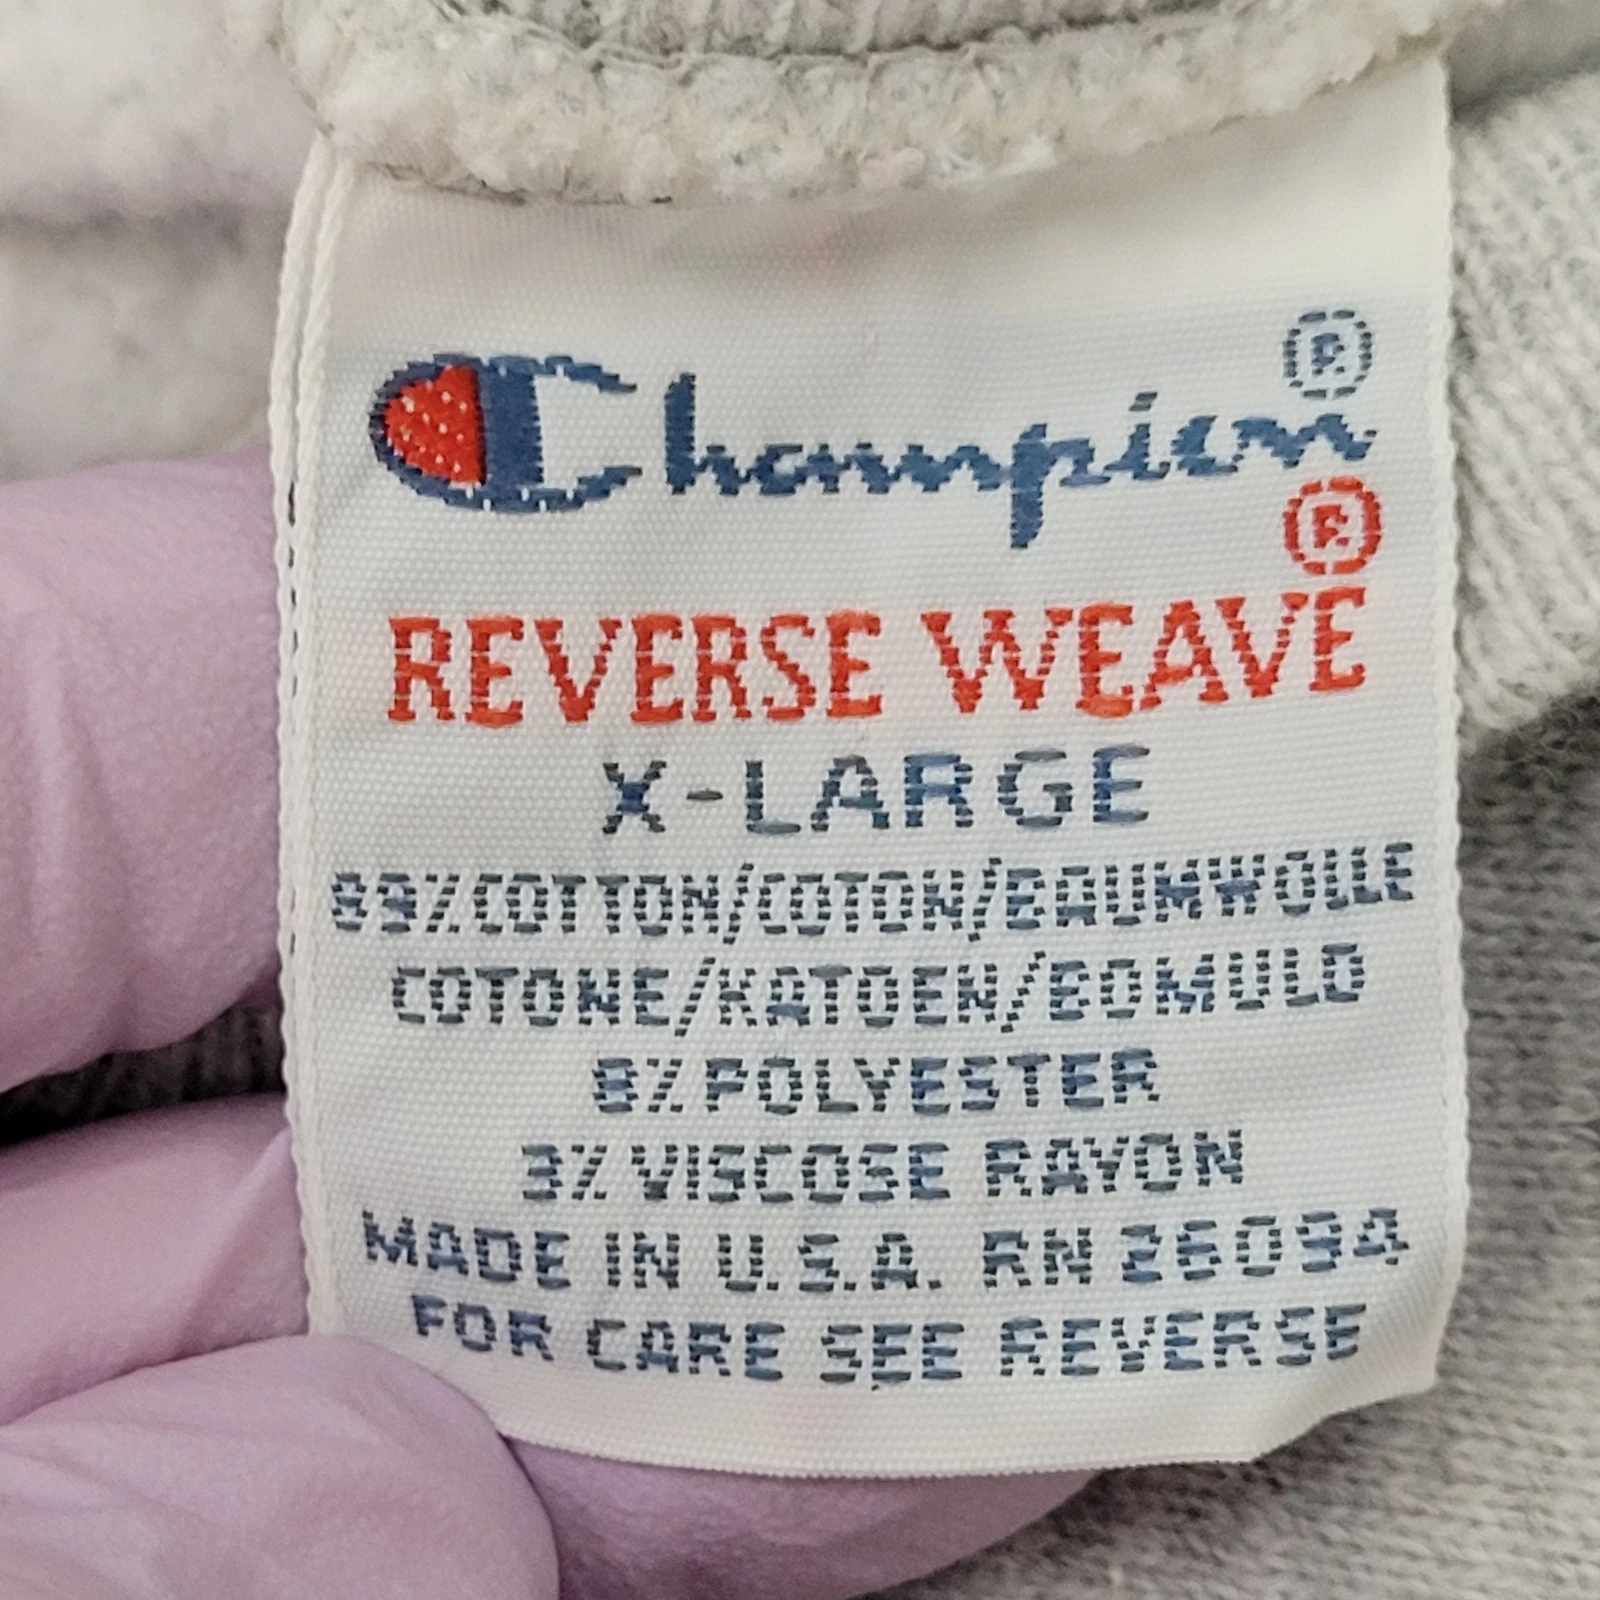 Champion®
REVERSE WEAVE®
X-LARGE
89%COTTON/COTON/BAUMWOLLE
COTONE/KATOEN/BOMULD
8%POLYESTER
3%VISCOSE RAYON
MADE IN U.S.A. RN 26094
FOR CARE SEE REVERSE